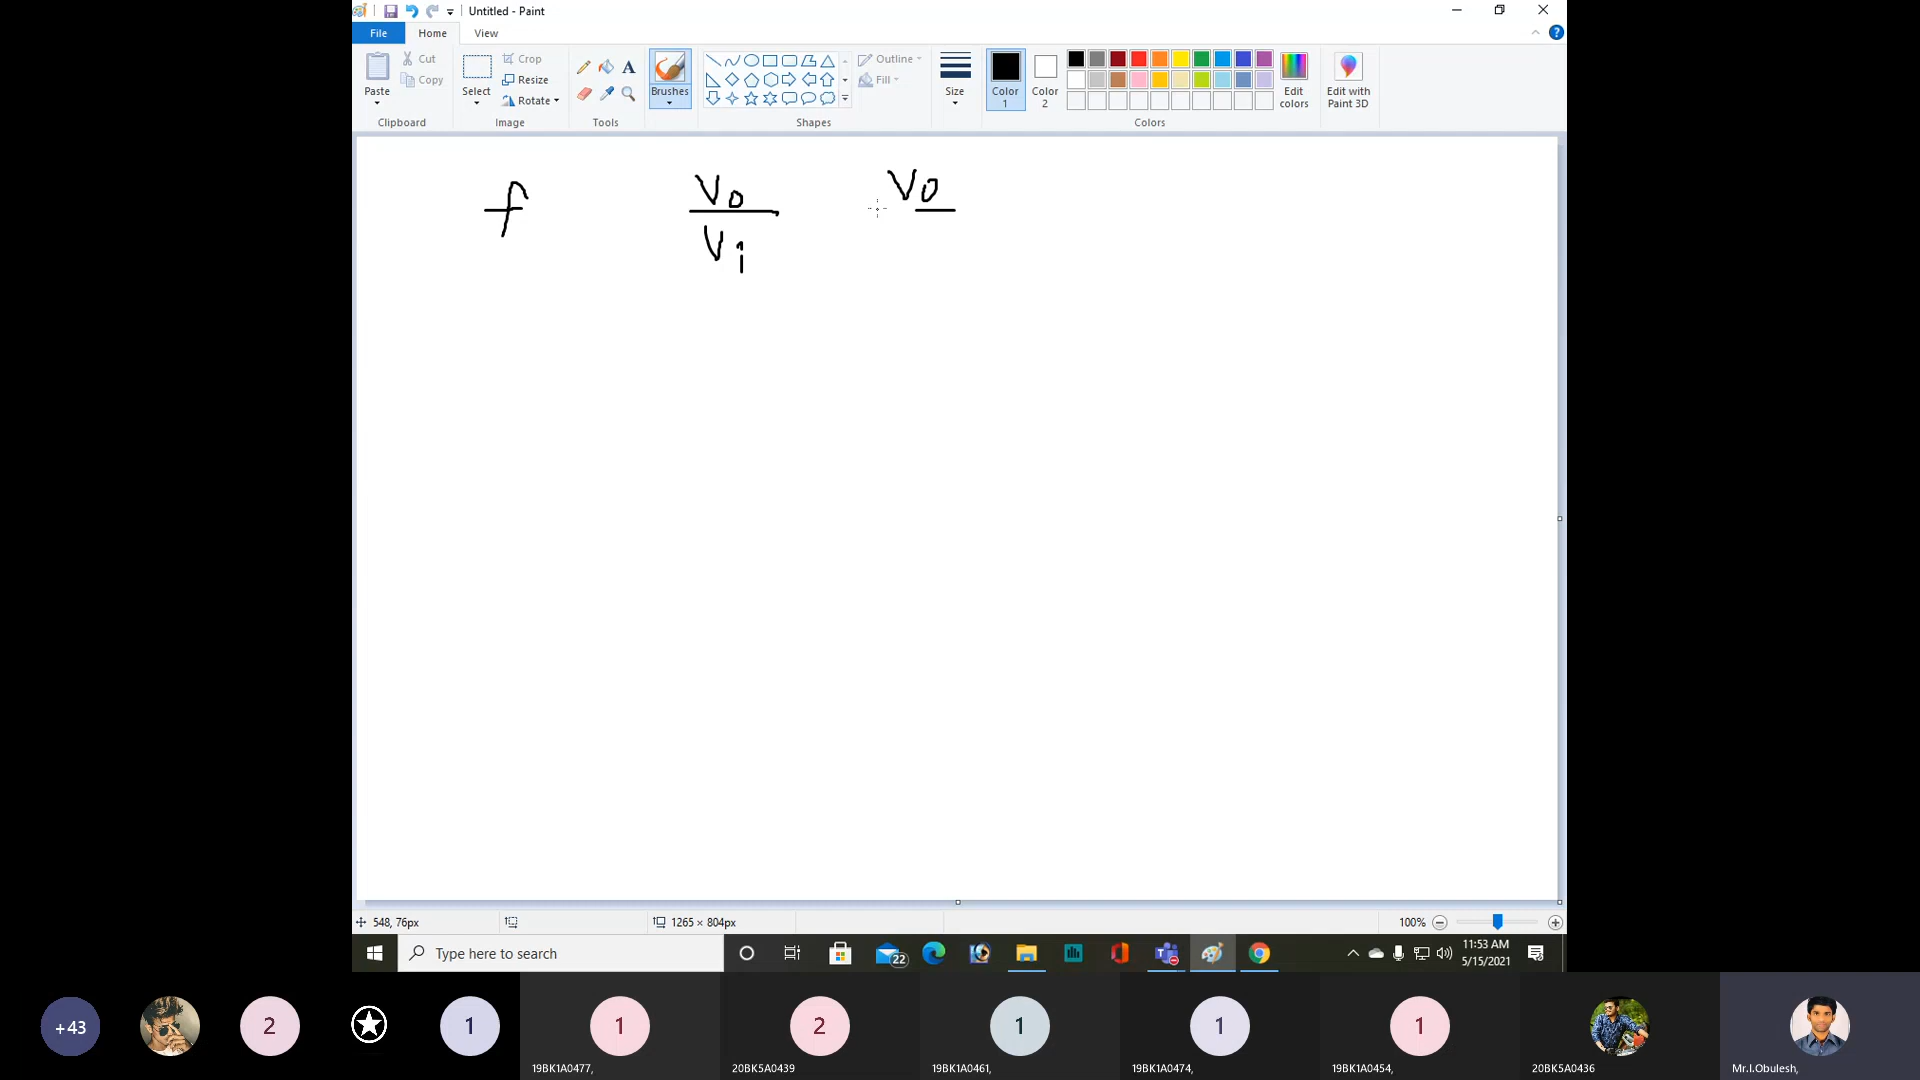 Untitled - Paint
File Home View
Paste
Cut
Copy
Clipboard
Select
Crop
Resize
Rotate
Image
A
Tools
Brushes
Shapes
Outline
Fill
Size
Color 1
Color 2
Edit colors
Colors
Edit with Paint 3D
f
Vo
Vi
Vo
548, 76px
1265 × 804px
100%
Type here to search
22
11:53 AM
5/15/2021
+43
2
1
1
19BK1A0477,
2
20BK5A0439
1
19BK1A0461,
1
19BK1A0474,
1
19BK1A0454,
20BK5A0436
Mr.I.Obulesh,